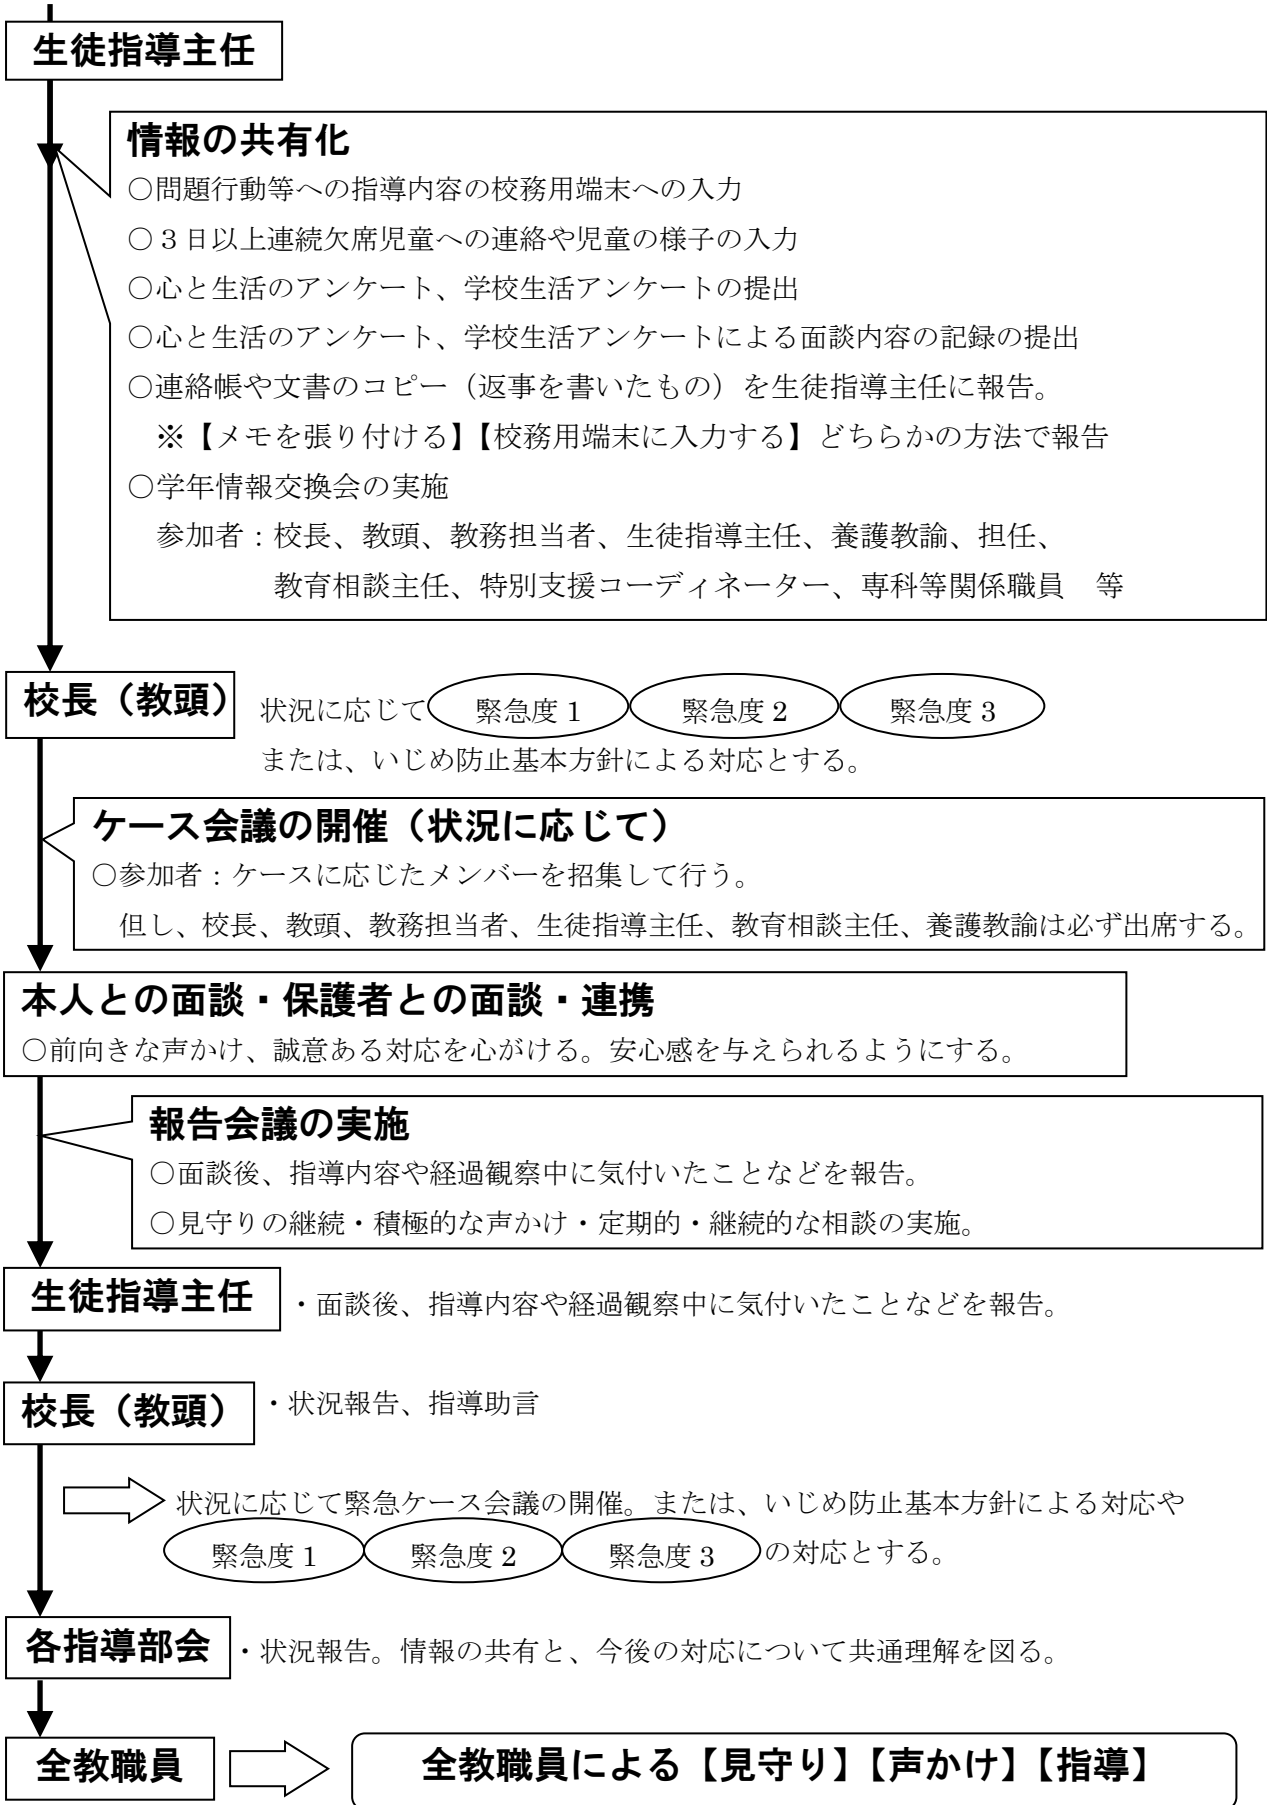 生徒指導主任
情報の共有化
○問題行動等への指導内容の校務用端末への入力
○３日以上連続欠席児童への連絡や児童の様子の入力
○心と生活のアンケート、学校生活アンケートの提出
○心と生活のアンケート、学校生活アンケートによる面談内容の記録の提出
○連絡帳や文書のコピー（返事を書いたもの）を生徒指導主任に報告。
※【メモを張り付ける】【校務用端末に入力する】どちらかの方法で報告
○学年情報交換会の実施
参加者：校長、教頭、教務担当者、生徒指導主任、養護教諭、担任、
教育相談主任、特別支援コーディネーター、専科等関係職員　等
校長（教頭） 状況に応じて 緊急度 1 緊急度 2 緊急度 3
または、いじめ防止基本方針による対応とする。
ケース会議の開催（状況に応じて）
○参加者：ケースに応じたメンバーを招集して行う。
但し、校長、教頭、教務担当者、生徒指導主任、教育相談主任、養護教諭は必ず出席する。
本人との面談・保護者との面談・連携
○前向きな声かけ、誠意ある対応を心がける。安心感を与えられるようにする。
報告会議の実施
○面談後、指導内容や経過観察中に気付いたことなどを報告。
○見守りの継続・積極的な声かけ・定期的・継続的な相談の実施。
生徒指導主任 ・面談後、指導内容や経過観察中に気付いたことなどを報告。
校長（教頭） ・状況報告、指導助言
状況に応じて緊急ケース会議の開催。または、いじめ防止基本方針による対応や
緊急度 1 緊急度 2 緊急度 3 の対応とする。
各指導部会 ・状況報告。情報の共有と、今後の対応について共通理解を図る。
全教職員 全教職員による【見守り】【声かけ】【指導】